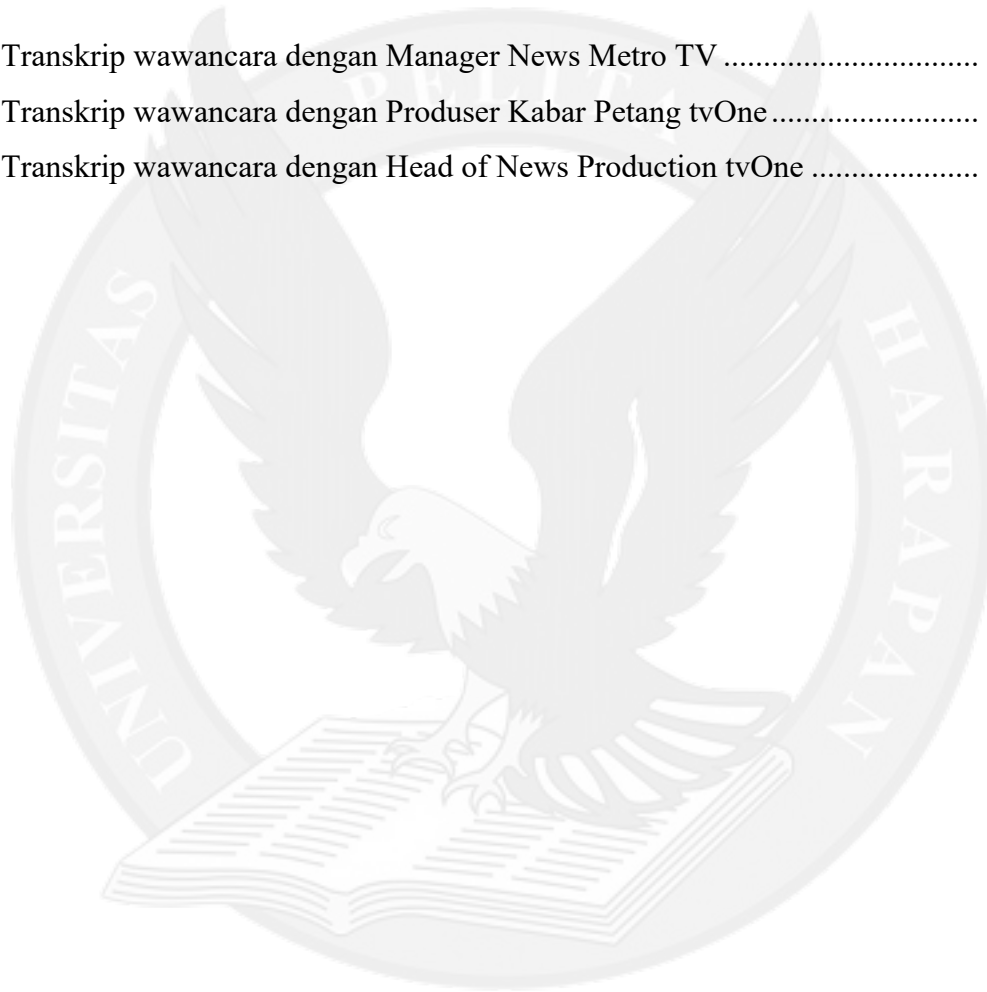 Transkrip wawancara dengan Manager News Metro TV ................................
Transkrip wawancara dengan Produser Kabar Petang tvOne ..........................
Transkrip wawancara dengan Head of News Production tvOne .....................
UNIVERSITAS PELITA HARAPAN